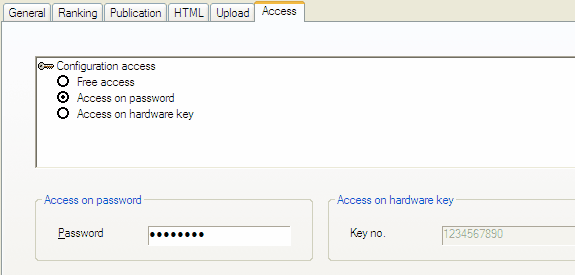 General Ranking Publication HTML Upload Access
Configuration access
Free access
Access on password
Access on hardware key
Access on password Access on hardware key
Password ●●●●●●●● Key no. 1234567890